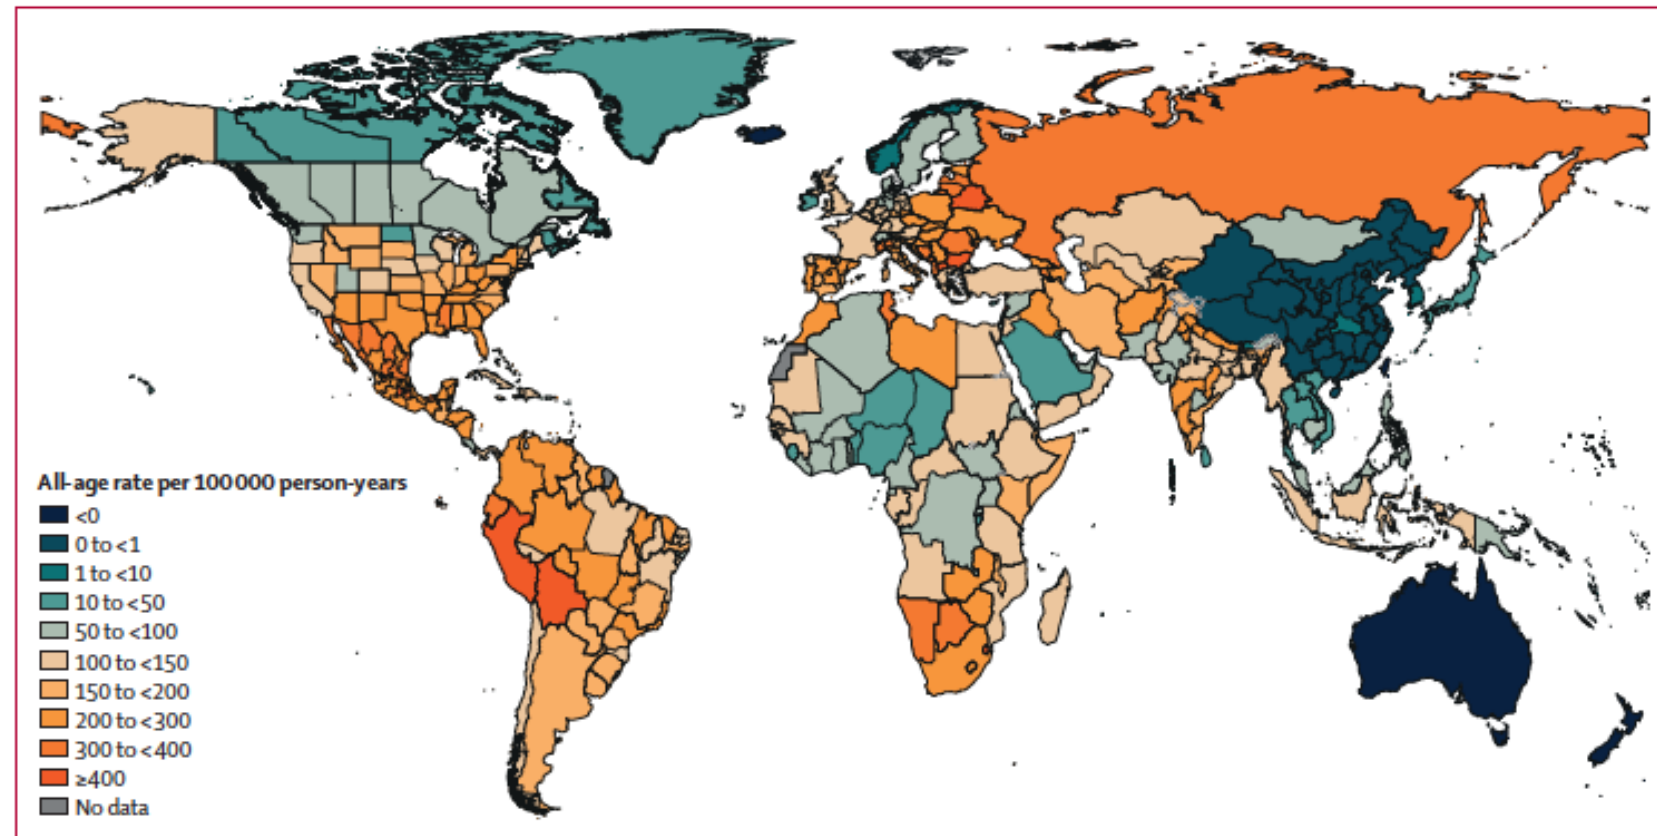 All-age rate per 100 000 person-years
<0
0 to <1
1 to <10
10 to <50
50 to <100
100 to <150
150 to <200
200 to <300
300 to <400
≥400
No data